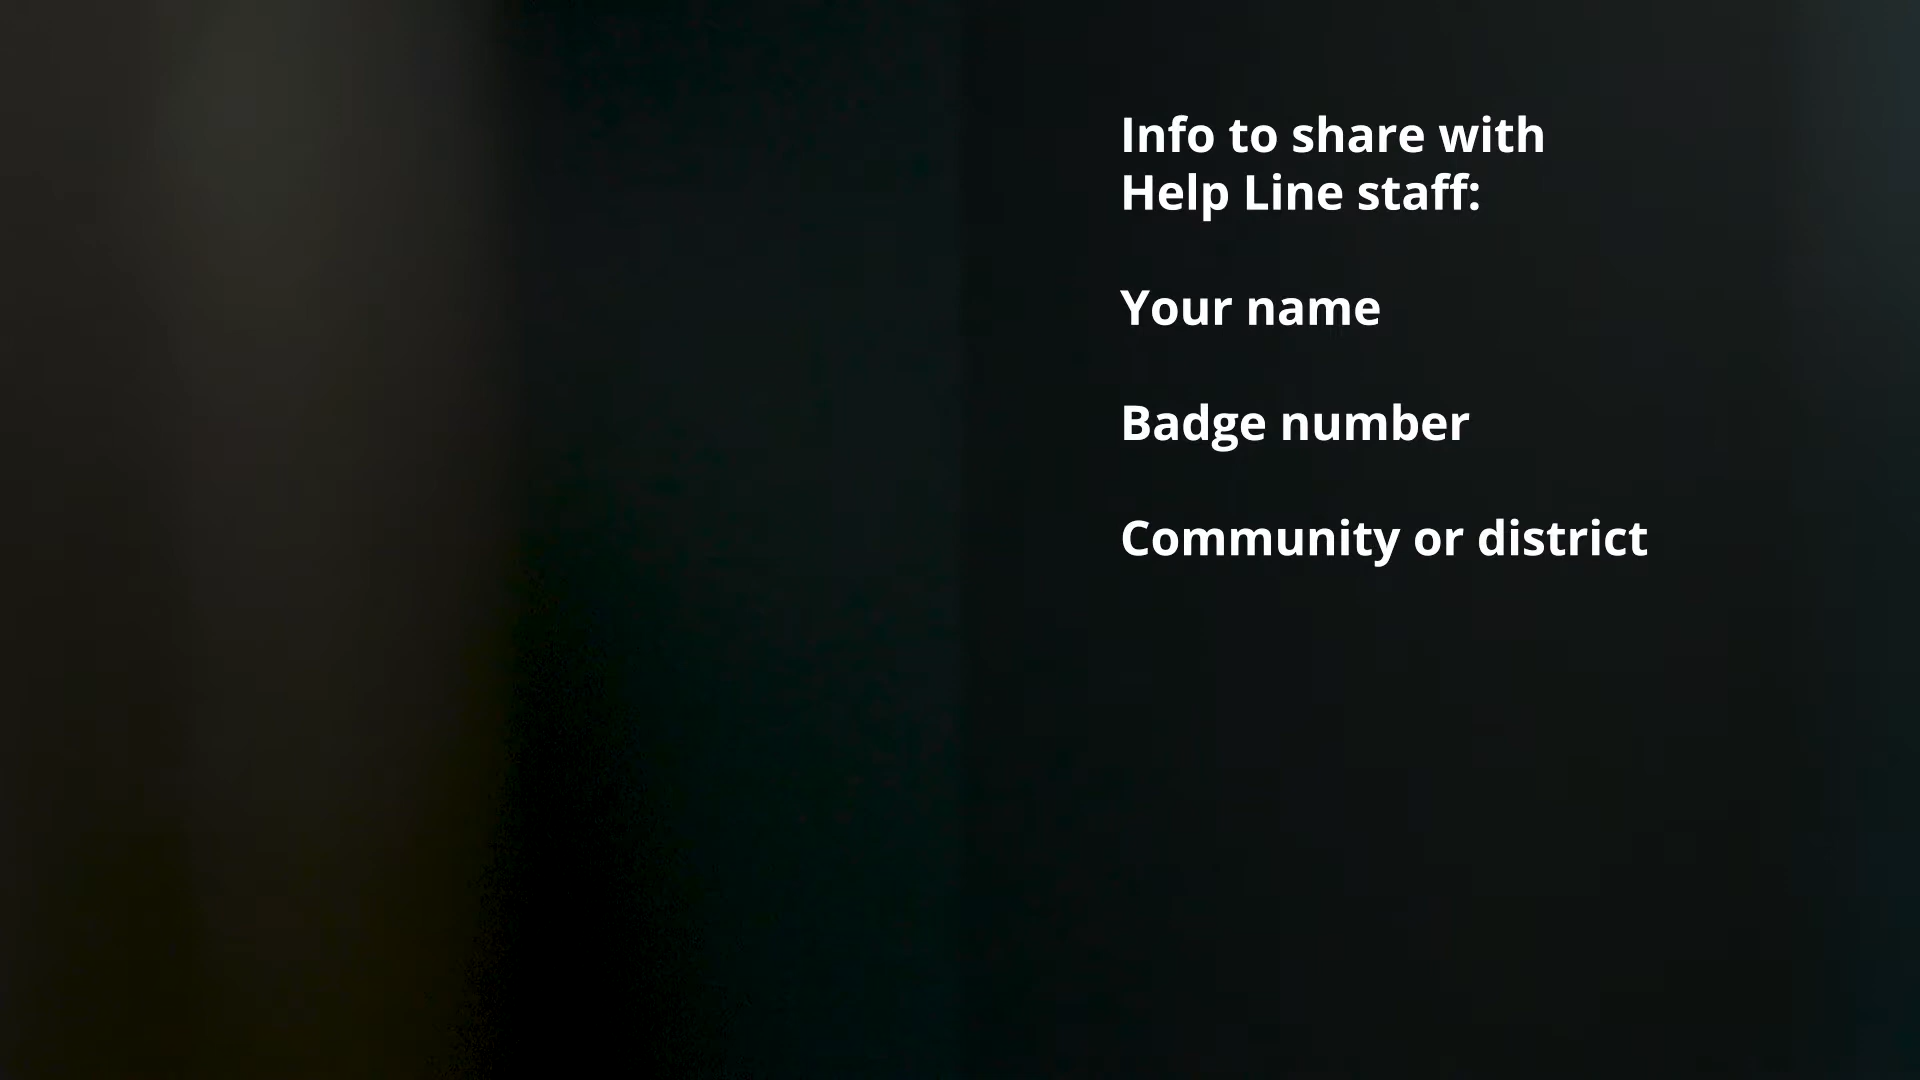 Info to share with
Help Line staff:
Your name
Badge number
Community or district